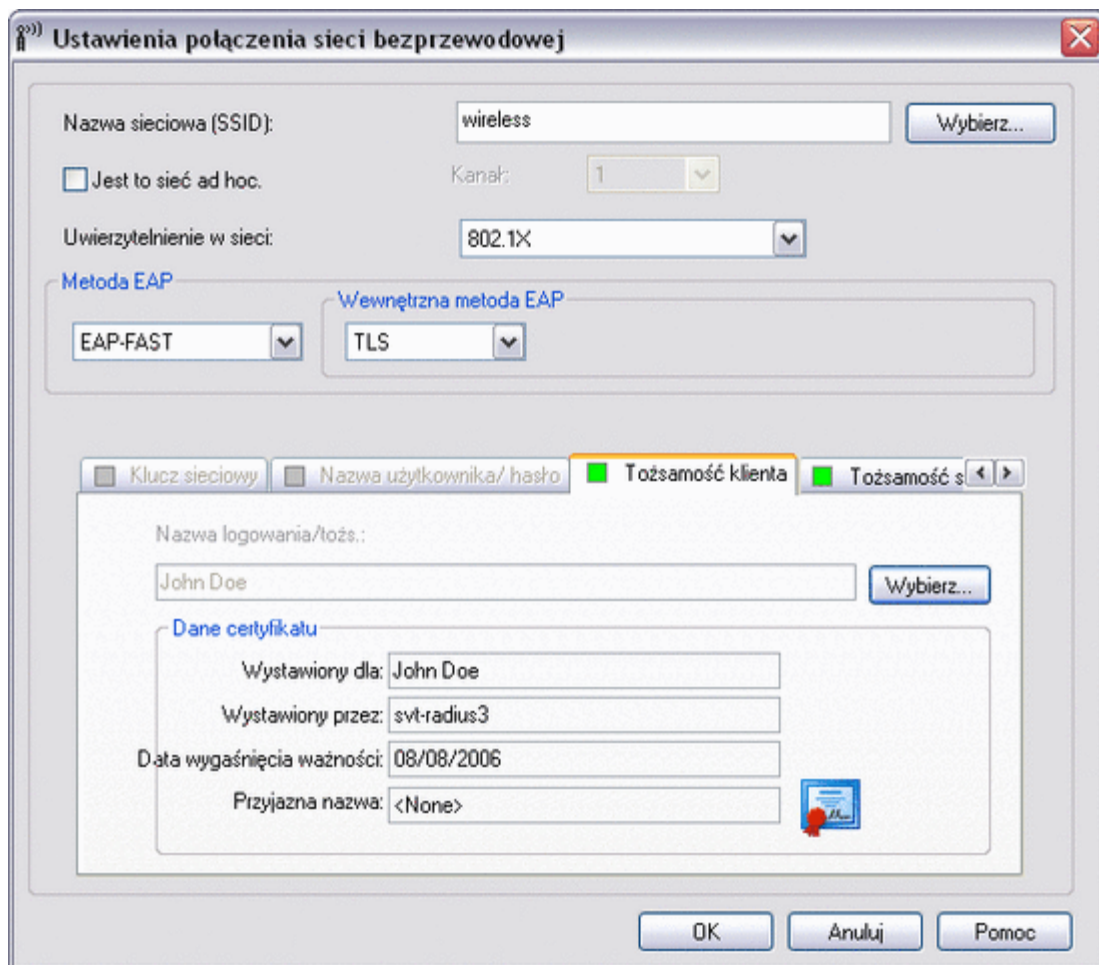 Ustawienia połączenia sieci bezprzewodowej
Nazwa sieciowa (SSID): wireless Wybierz...
Jest to sieć ad hoc. Kanał: 1
Uwierzytelnienie w sieci: 802.1X
Metoda EAP
Wewnętrzna metoda EAP
EAP-FAST TLS
Klucz sieciowy Nazwa użytkownika/ hasło Tożsamość klienta Tożsamość s
Nazwa logowania/tożs.:
John Doe Wybierz...
Dane certyfikatu
Wystawiony dla: John Doe
Wystawiony przez: svt-radius3
Data wygaśnięcia ważności: 08/08/2006
Przyjazna nazwa: <None>
OK Anuluj Pomoc